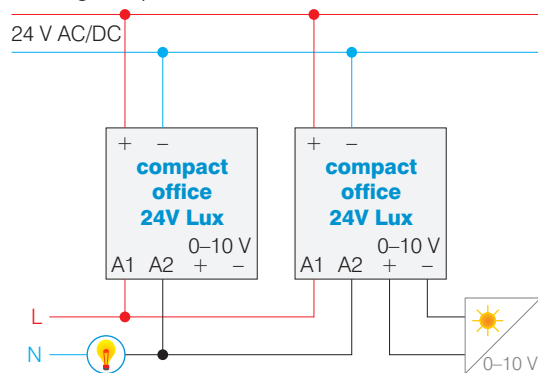 24 V AC/DC
+ − + −
compact compact
office office
24V Lux 24V Lux
0–10 V 0–10 V
A1 A2 + − A1 A2 + −
L
N
0–10 V